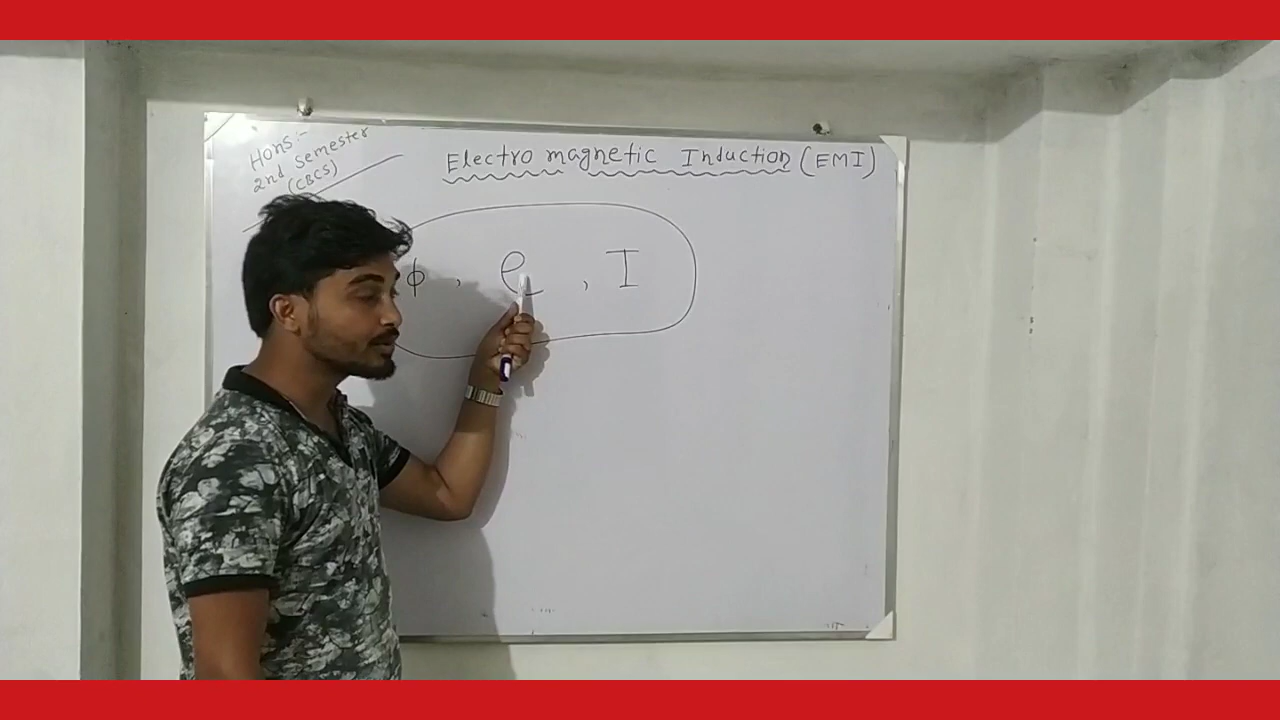 Hons:-
2nd Semester
(CBCS)
Electro magnetic Induction (EMI)
ϕ , e , I